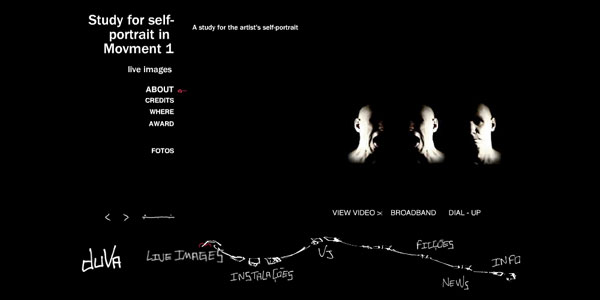 Study for self-
portrait in
Movment 1
A study for the artist's self-portrait
live images
ABOUT
CREDITS
WHERE
AWARD
FOTOS
VIEW VIDEO > BROADBAND DIAL - UP
< >
duVA
LIVE IMAGES
INSTALAÇÕES
VJ
FICÇÕES
NEWS
INFO